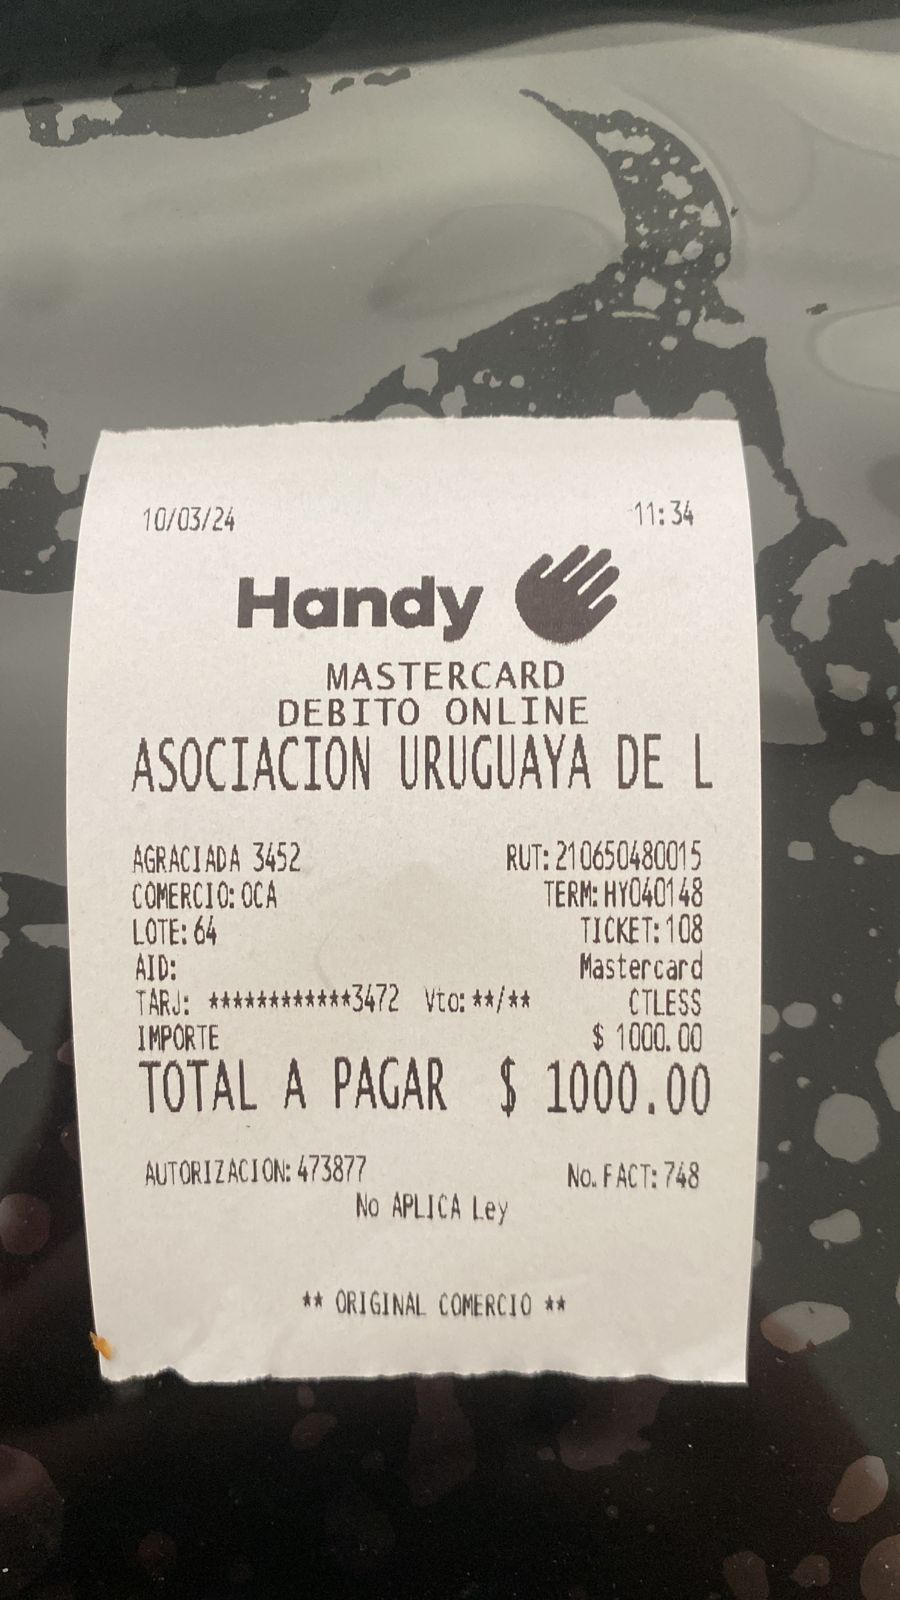 10/03/24 11:34
Handy
MASTERCARD
DEBITO ONLINE
ASOCIACION URUGUAYA DE L
AGRACIADA 3452 RUT:210650480015
COMERCIO:OCA TERM:HY040148
LOTE:64 TICKET:108
AID: Mastercard
TARJ: ************3472 Vto:**/** CTLESS
IMPORTE $ 1000.00
TOTAL A PAGAR $ 1000.00
AUTORIZACION:473877 No.FACT:748
No APLICA Ley
** ORIGINAL COMERCIO **